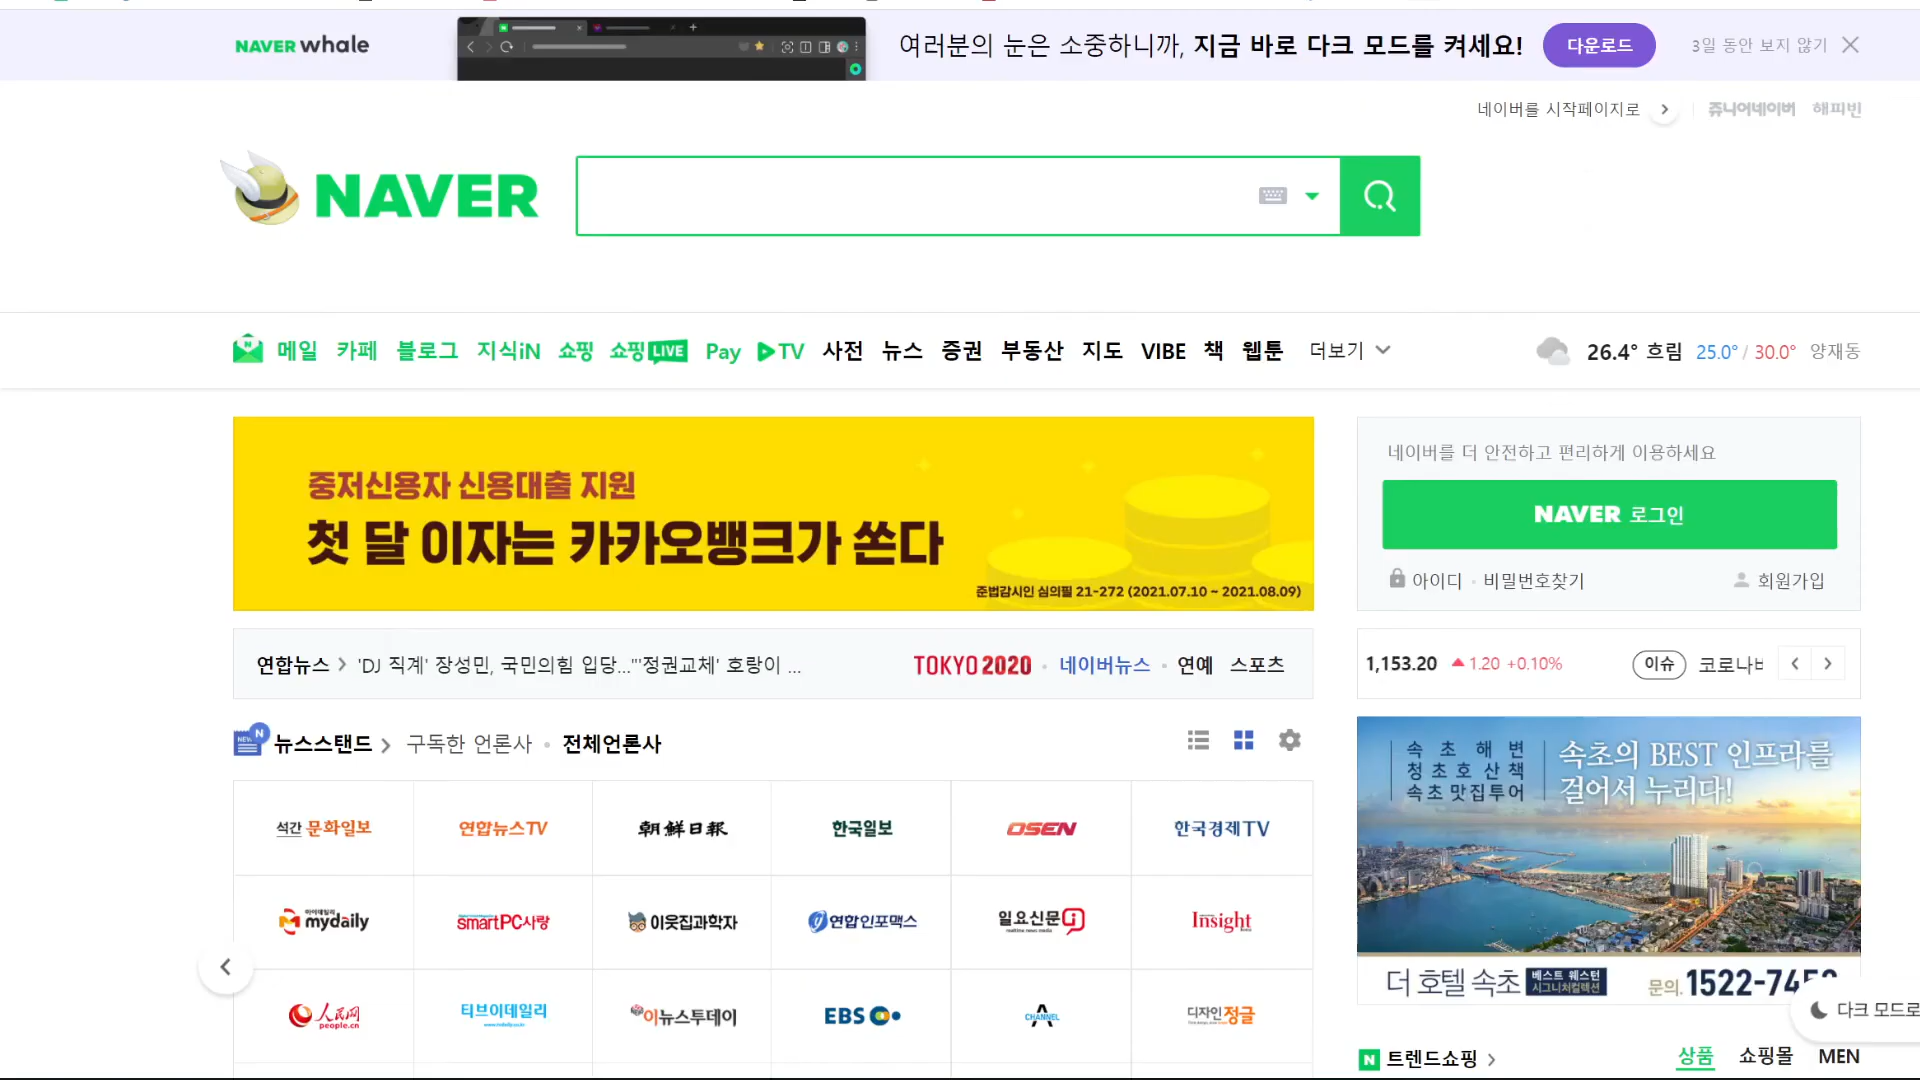 NAVER whale
여러분의 눈은 소중하니까, 지금 바로 다크 모드를 켜세요!
다운로드
3일 동안 보지 않기
네이버를 시작페이지로
쥬니어네이버 해피빈
NAVER
메일 카페 블로그 지식iN 쇼핑 쇼핑LIVE Pay TV 사전 뉴스 증권 부동산 지도 VIBE 책 웹툰 더보기
26.4° 흐림 25.0° / 30.0° 양재동
중저신용자 신용대출 지원
첫 달 이자는 카카오뱅크가 쏜다
준법감시인 심의필 21-272 (2021.07.10 ~ 2021.08.09)
네이버를 더 안전하고 편리하게 이용하세요
NAVER 로그인
아이디 · 비밀번호찾기 회원가입
연합뉴스 > 'DJ 직계' 장성민, 국민의힘 입당..."'정권교체' 호랑이 ...
TOKYO 2020 · 네이버뉴스 · 연예 스포츠
1,153.20 ▲ 1.20 +0.10%
이슈 코로나
뉴스스탠드 > 구독한 언론사 · 전체언론사
석간 문화일보 연합뉴스TV 朝鮮日報 한국일보 OSEN 한국경제TV
마이데일리 mydaily smartPC사랑 이웃집과학자 연합인포맥스 일요신문 Insight
人民网 people.cn 티브이데일리 이뉴스투데이 EBS CHANNEL A 디자인정글
속초해변
청초호산책
속초맛집투어
속초의 BEST 인프라를
걸어서 누리다!
더 호텔 속초 베스트 웨스턴 시그니처컬렉션
문의. 1522-745
다크 모드로
N 트렌드쇼핑 > 상품 쇼핑몰 MEN